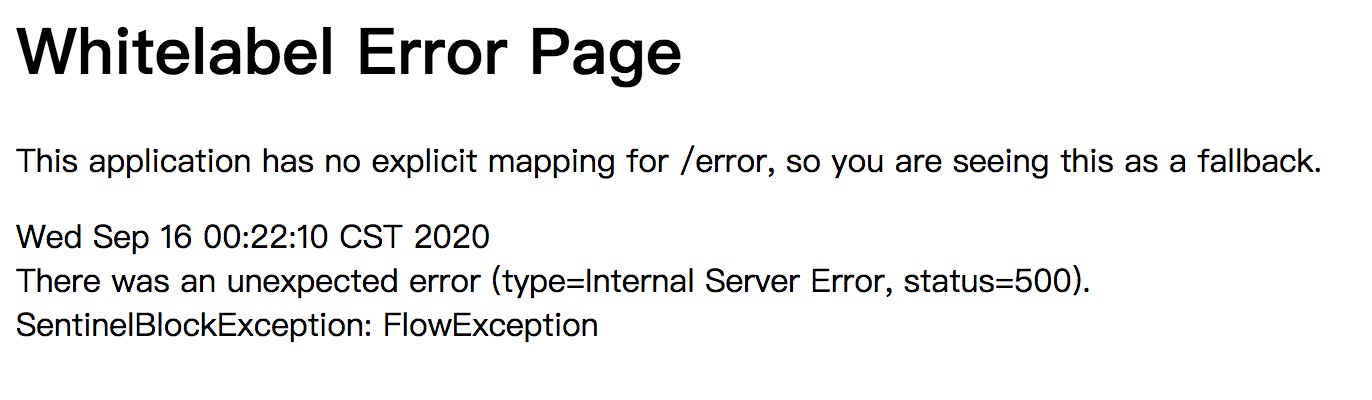 Whitelabel Error Page
This application has no explicit mapping for /error, so you are seeing this as a fallback.
Wed Sep 16 00:22:10 CST 2020
There was an unexpected error (type=Internal Server Error, status=500).
SentinelBlockException: FlowException